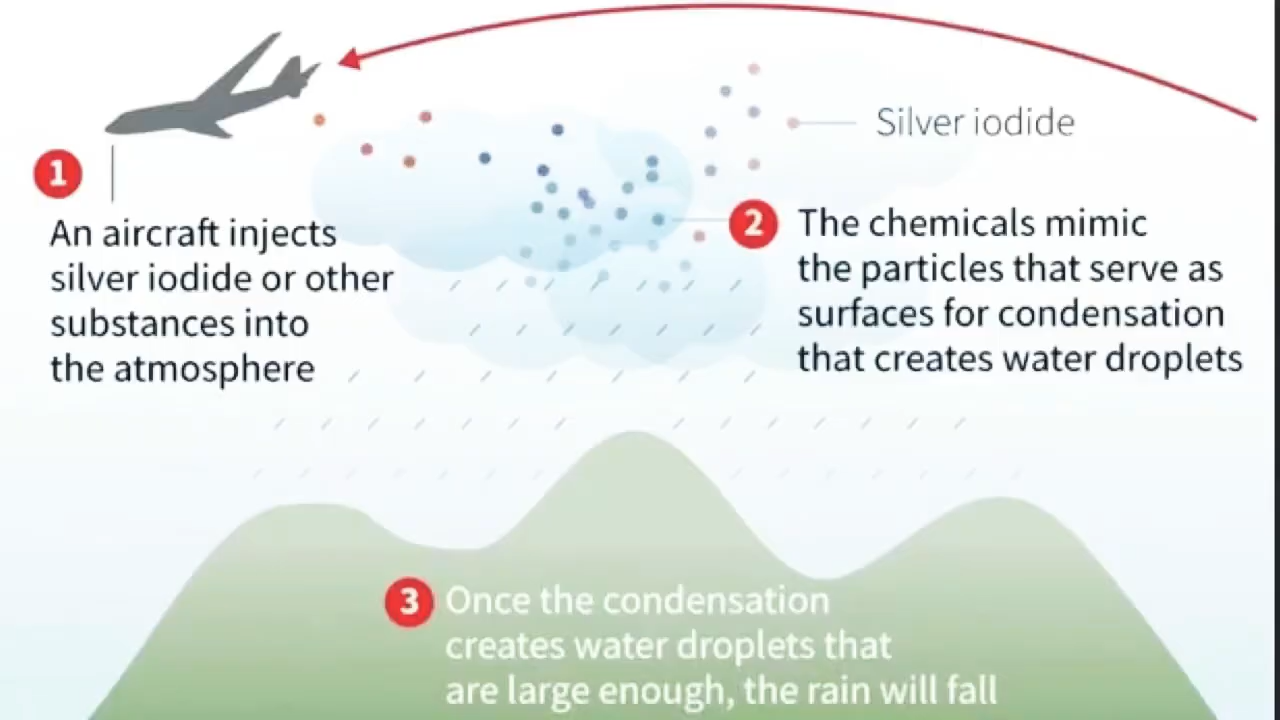 Silver iodide
1
An aircraft injects
silver iodide or other
substances into
the atmosphere
2
The chemicals mimic
the particles that serve as
surfaces for condensation
that creates water droplets
3
Once the condensation
creates water droplets that
are large enough, the rain will fall